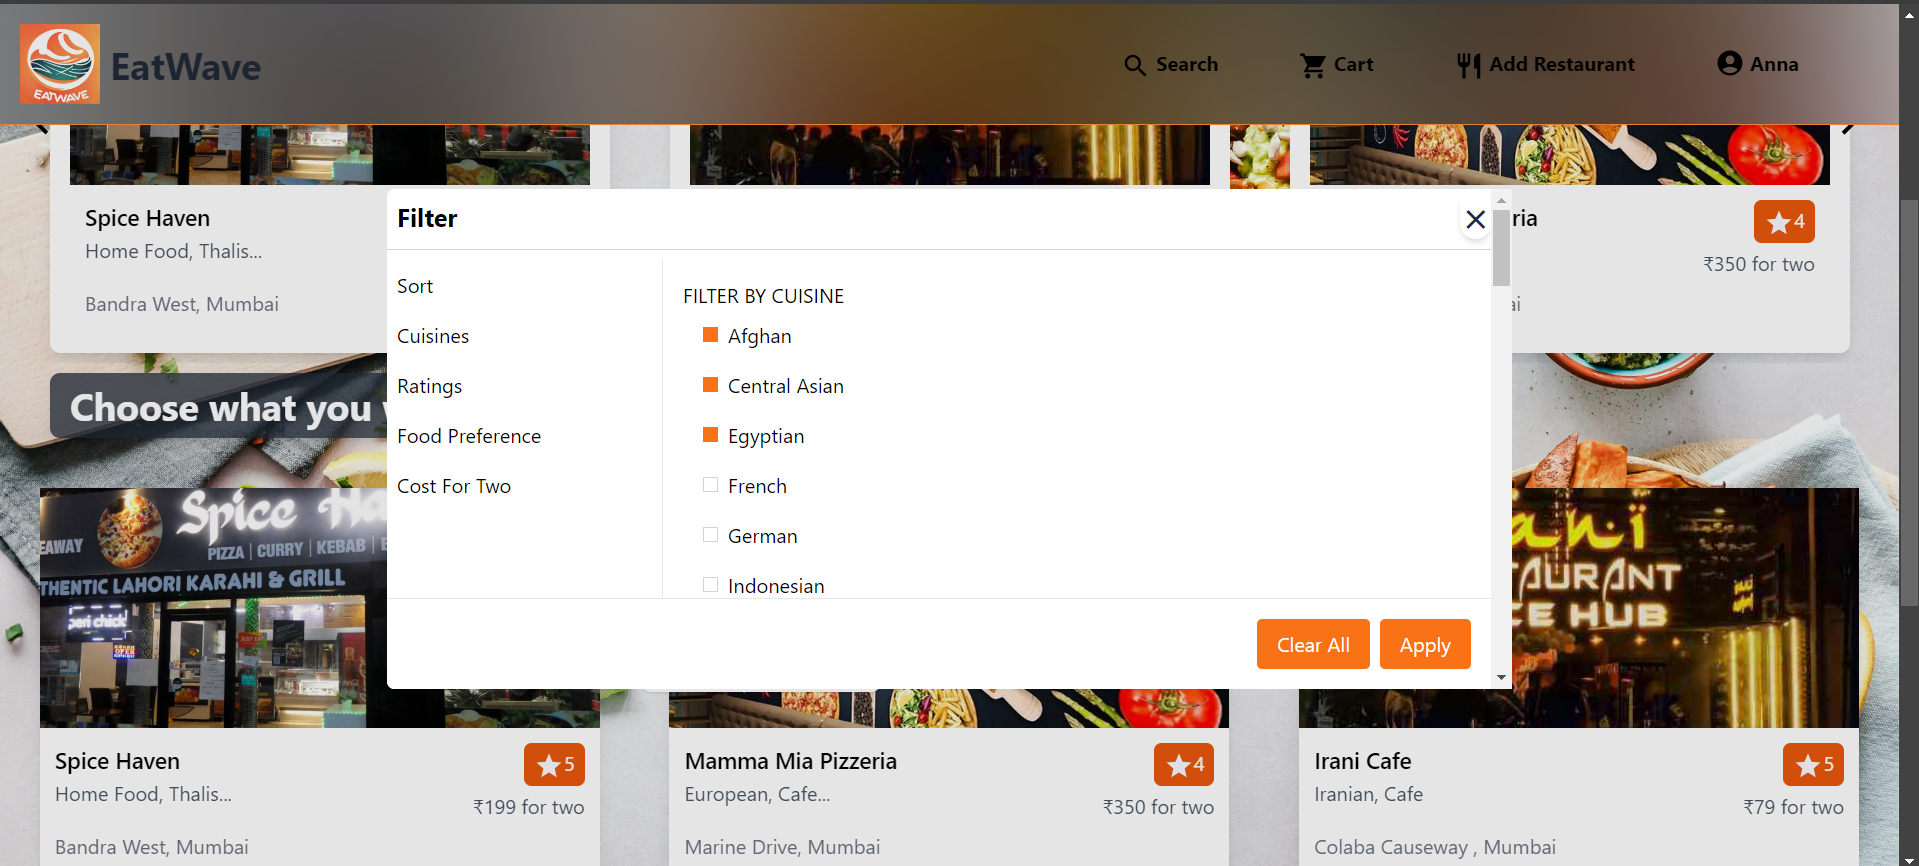 EATWAVE
EatWave
Search
Cart
Add Restaurant
Anna
Spice Haven
Home Food, Thalis...
Bandra West, Mumbai
ria
4
₹350 for two
ai
Filter
Sort
Cuisines
Ratings
Food Preference
Cost For Two
FILTER BY CUISINE
Afghan
Central Asian
Egyptian
French
German
Indonesian
Clear All
Apply
Choose what you
Spice Ha
EAWAY
PIZZA | CURRY | KEBAB |
THENTIC LAHORI KARAHI & GRILL
peri chick!
OPEN
ani
TAURANT
CE HUB
Spice Haven
5
Home Food, Thalis...
₹199 for two
Bandra West, Mumbai
Mamma Mia Pizzeria
4
European, Cafe...
₹350 for two
Marine Drive, Mumbai
Irani Cafe
5
Iranian, Cafe
₹79 for two
Colaba Causeway , Mumbai